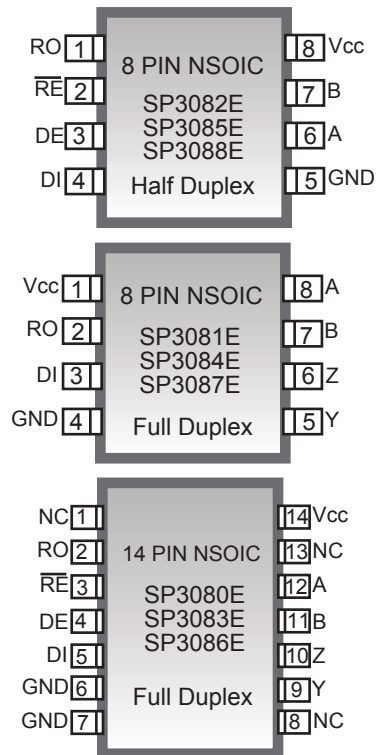 RO 1 8 Vcc
8 PIN NSOIC
RE 2 7 B
SP3082E
DE 3 SP3085E 6 A
SP3088E
DI 4 Half Duplex 5 GND
Vcc 1 8 PIN NSOIC 8 A
RO 2 7 B
SP3081E
SP3084E
DI 3 6 Z
SP3087E
GND 4 Full Duplex 5 Y
NC 1 14 Vcc
RO 2 14 PIN NSOIC 13 NC
RE 3 12 A
SP3080E
DE 4 SP3083E 11 B
SP3086E
DI 5 10 Z
GND 6 Full Duplex 9 Y
GND 7 8 NC